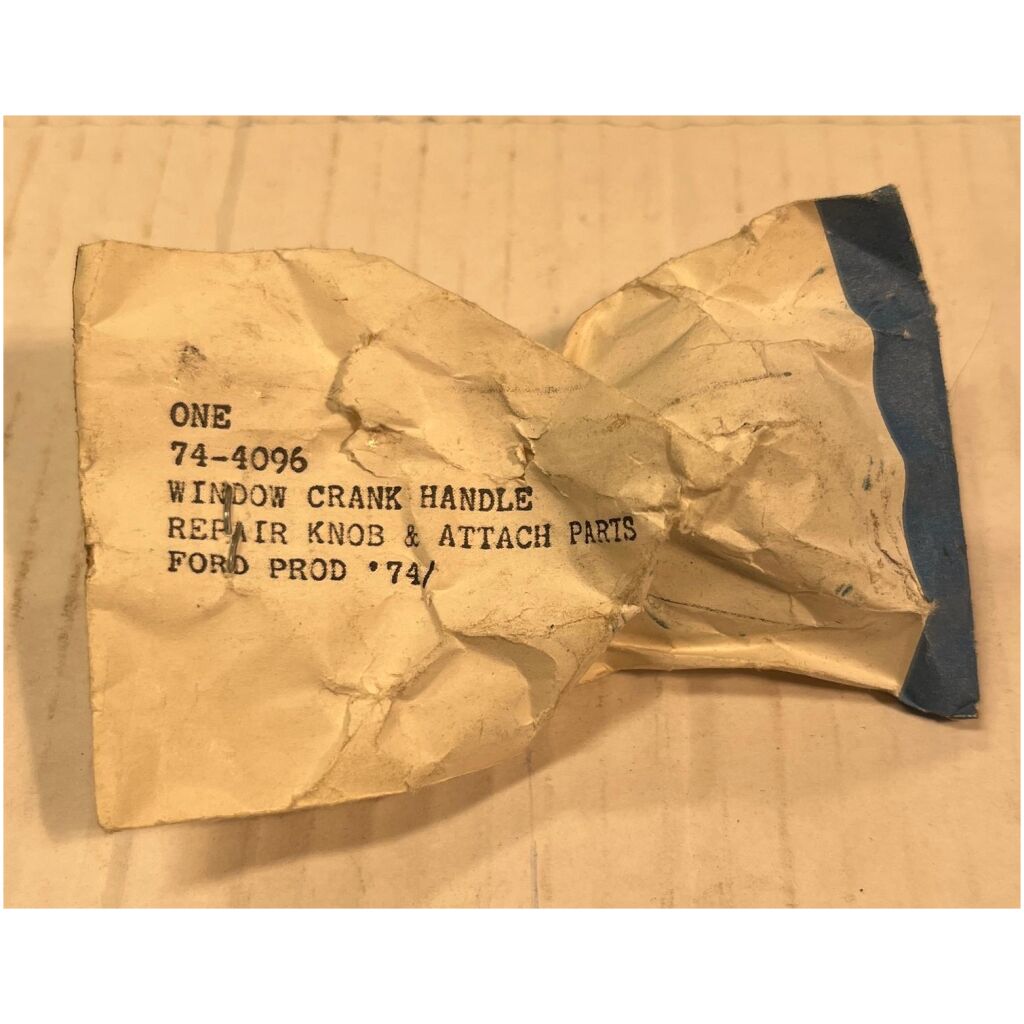 ONE
74-4096
WINDOW CRANK HANDLE
REPAIR KNOB & ATTACH PARTS
FORD PROD '74/